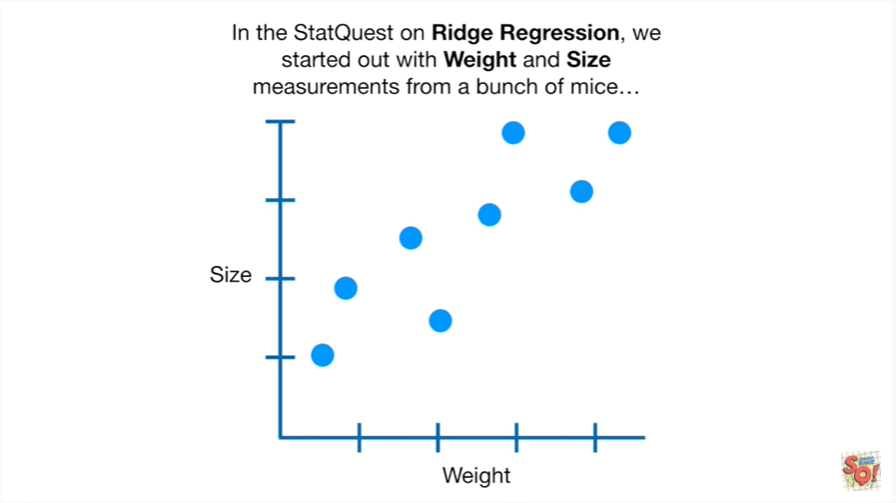 In the StatQuest on Ridge Regression, we
started out with Weight and Size
measurements from a bunch of mice…
Size
Weight
SQ!